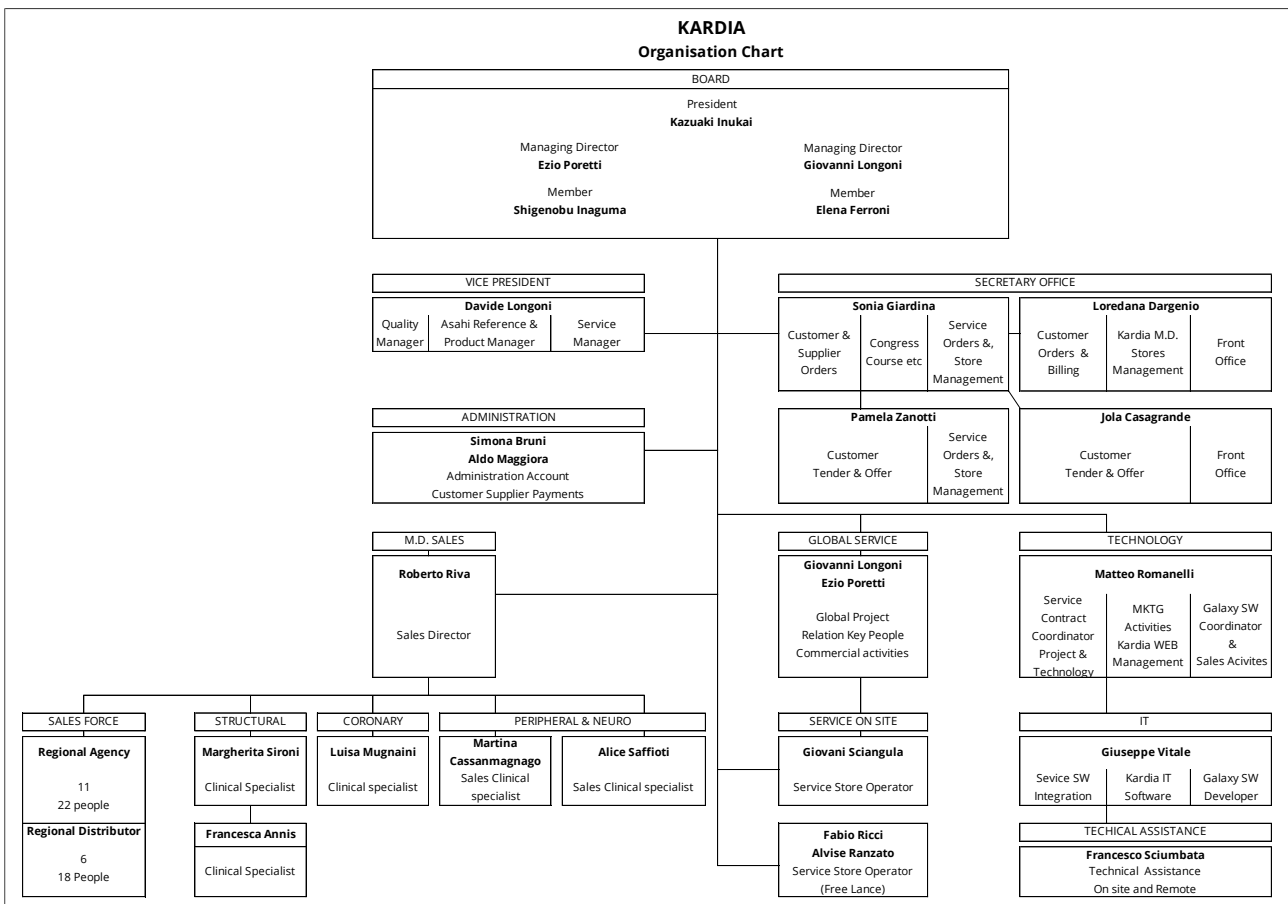 KARDIA
Organisation Chart
BOARD
President
Kazuaki Inukai
Managing Director
Ezio Poretti
Managing Director
Giovanni Longoni
Member
Shigenobu Inaguma
Member
Elena Ferroni
VICE PRESIDENT
Davide Longoni
Quality
Manager
Asahi Reference &
Product Manager
Service
Manager
SECRETARY OFFICE
Sonia Giardina
Customer &
Supplier
Orders
Congress
Course etc
Service
Orders &,
Store
Management
Loredana Dargenio
Customer
Orders &
Billing
Kardia M.D.
Stores
Management
Front
Office
ADMINISTRATION
Simona Bruni
Aldo Maggiora
Administration Account
Customer Supplier Payments
Pamela Zanotti
Customer
Tender & Offer
Service
Orders &,
Store
Management
Jola Casagrande
Customer
Tender & Offer
Front
Office
M.D. SALES
Roberto Riva
Sales Director
GLOBAL SERVICE
Giovanni Longoni
Ezio Poretti
Global Project
Relation Key People
Commercial activities
TECHNOLOGY
Matteo Romanelli
Service
Contract
Coordinator
Project &
Technology
MKTG
Activities
Kardia WEB
Management
Galaxy SW
Coordinator
&
Sales Acivites
SALES FORCE
Regional Agency
11
22 people
Regional Distributor
6
18 People
STRUCTURAL
Margherita Sironi
Clinical Specialist
Francesca Annis
Clinical Specialist
CORONARY
Luisa Mugnaini
Clinical specialist
PERIPHERAL & NEURO
Martina
Cassanmagnago
Sales Clinical
specialist
Alice Saffioti
Sales Clinical specialist
SERVICE ON SITE
Giovani Sciangula
Service Store Operator
Fabio Ricci
Alvise Ranzato
Service Store Operator
(Free Lance)
IT
Giuseppe Vitale
Sevice SW
Integration
Kardia IT
Software
Galaxy SW
Developer
TECHICAL ASSISTANCE
Francesco Sciumbata
Technical Assistance
On site and Remote